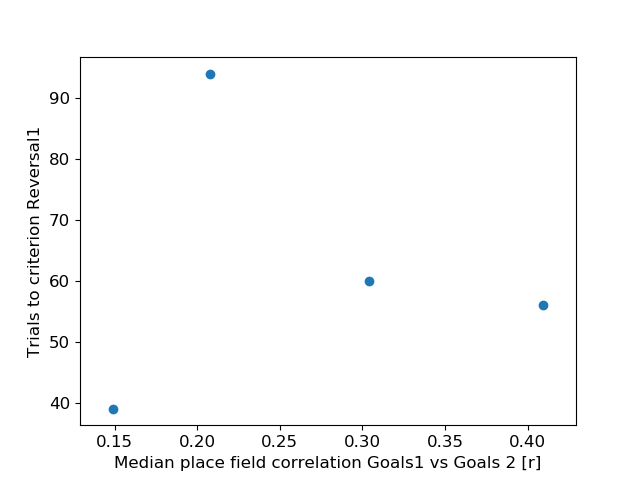 90
80
70
60
50
40
Trials to criterion Reversal1
0.15 0.20 0.25 0.30 0.35 0.40
Median place field correlation Goals1 vs Goals 2 [r]